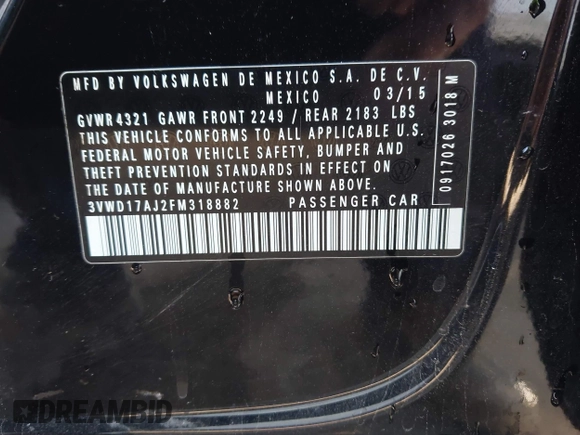 MFD BY VOLKSWAGEN DE MEXICO S.A. DE C.V.
MEXICO 03/15
GVWR 4321 GAWR FRONT 2249 / REAR 2183 LBS
THIS VEHICLE CONFORMS TO ALL APPLICABLE U.S.
FEDERAL MOTOR VEHICLE SAFETY, BUMPER AND
THEFT PREVENTION STANDARDS IN EFFECT ON
THE DATE OF MANUFACTURE SHOWN ABOVE.
3VWD17AJ2FM318882 PASSENGER CAR
0917026 3018 M
DREAMBID